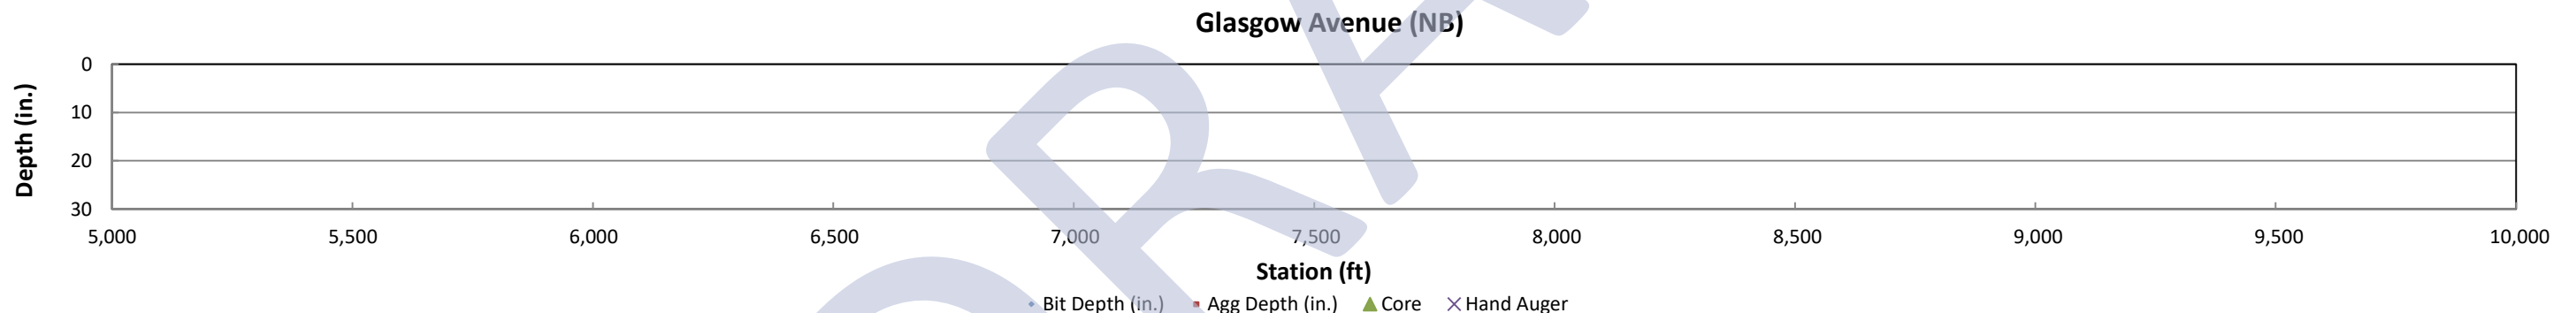 Glasgow Avenue (NB)
Depth (in.)
0
10
20
30
5,000 5,500 6,000 6,500 7,000 7,500 8,000 8,500 9,000 9,500 10,000
Station (ft)
Bit Depth (in.) Agg Depth (in.) Core Hand Auger